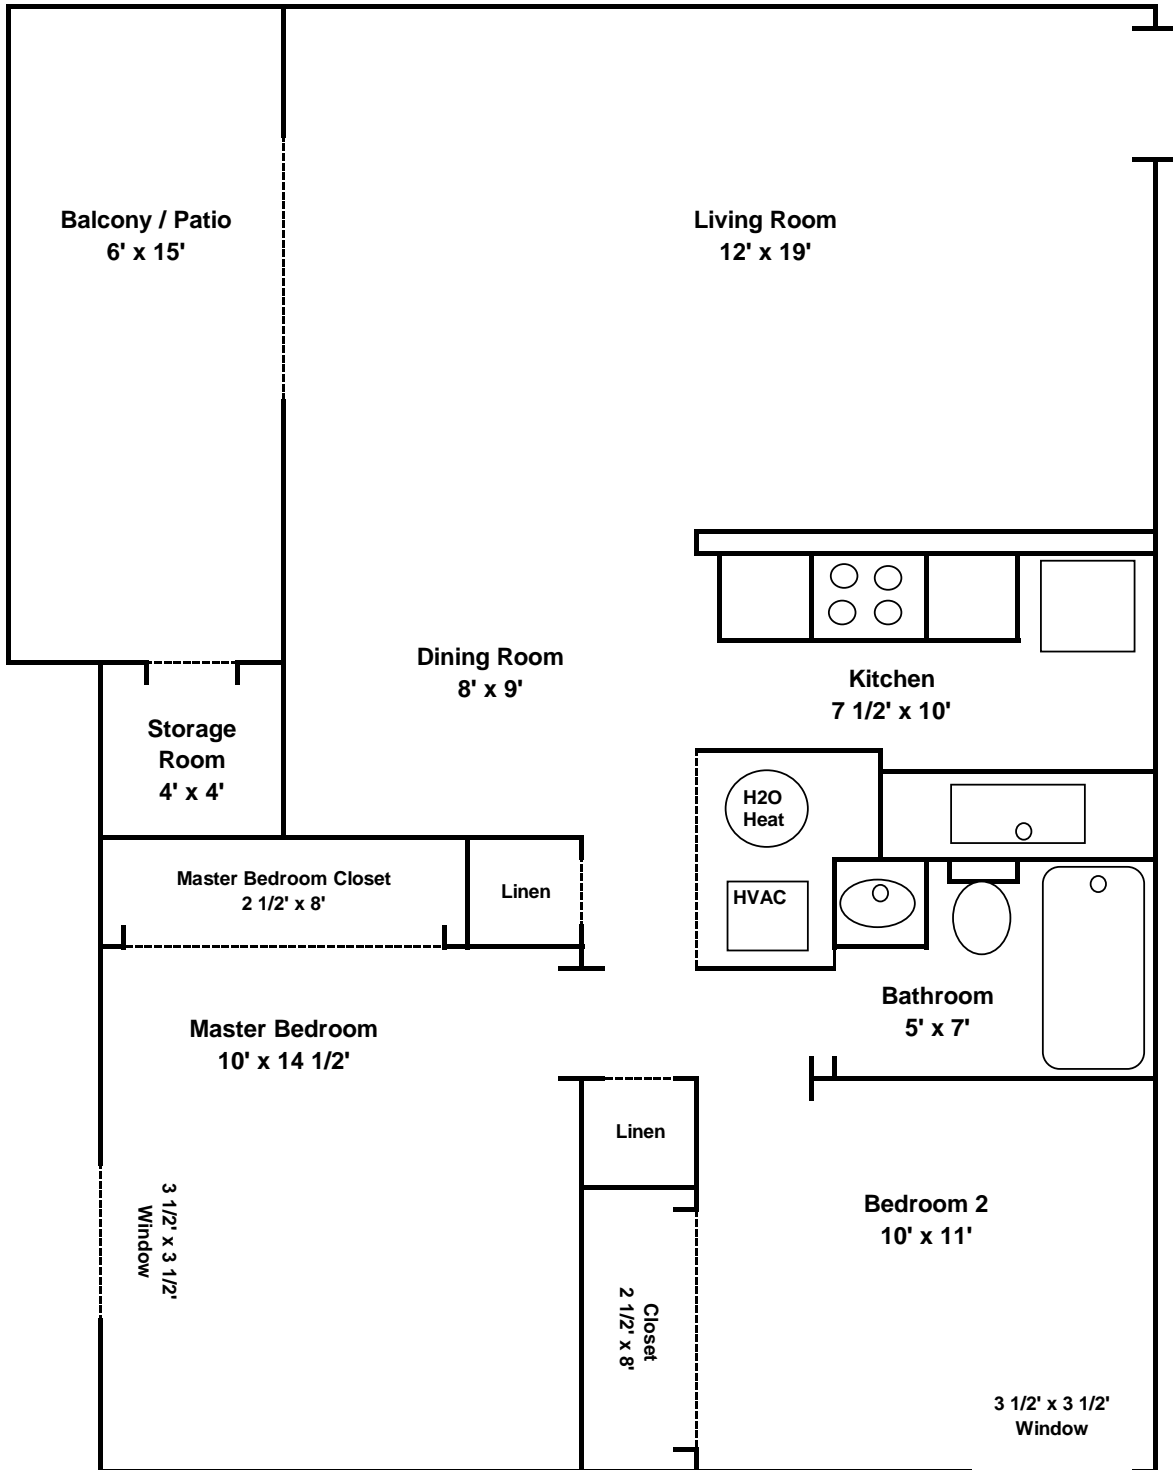 Balcony / Patio
6' x 15'
Living Room
12' x 19'
Dining Room
8' x 9'
Kitchen
7 1/2' x 10'
Storage
Room
4' x 4'
H2O
Heat
Master Bedroom Closet
2 1/2' x 8'
Linen
HVAC
Bathroom
5' x 7'
Master Bedroom
10' x 14 1/2'
Linen
3 1/2' x 3 1/2'
Window
Bedroom 2
10' x 11'
Closet
2 1/2' x 8'
3 1/2' x 3 1/2'
Window